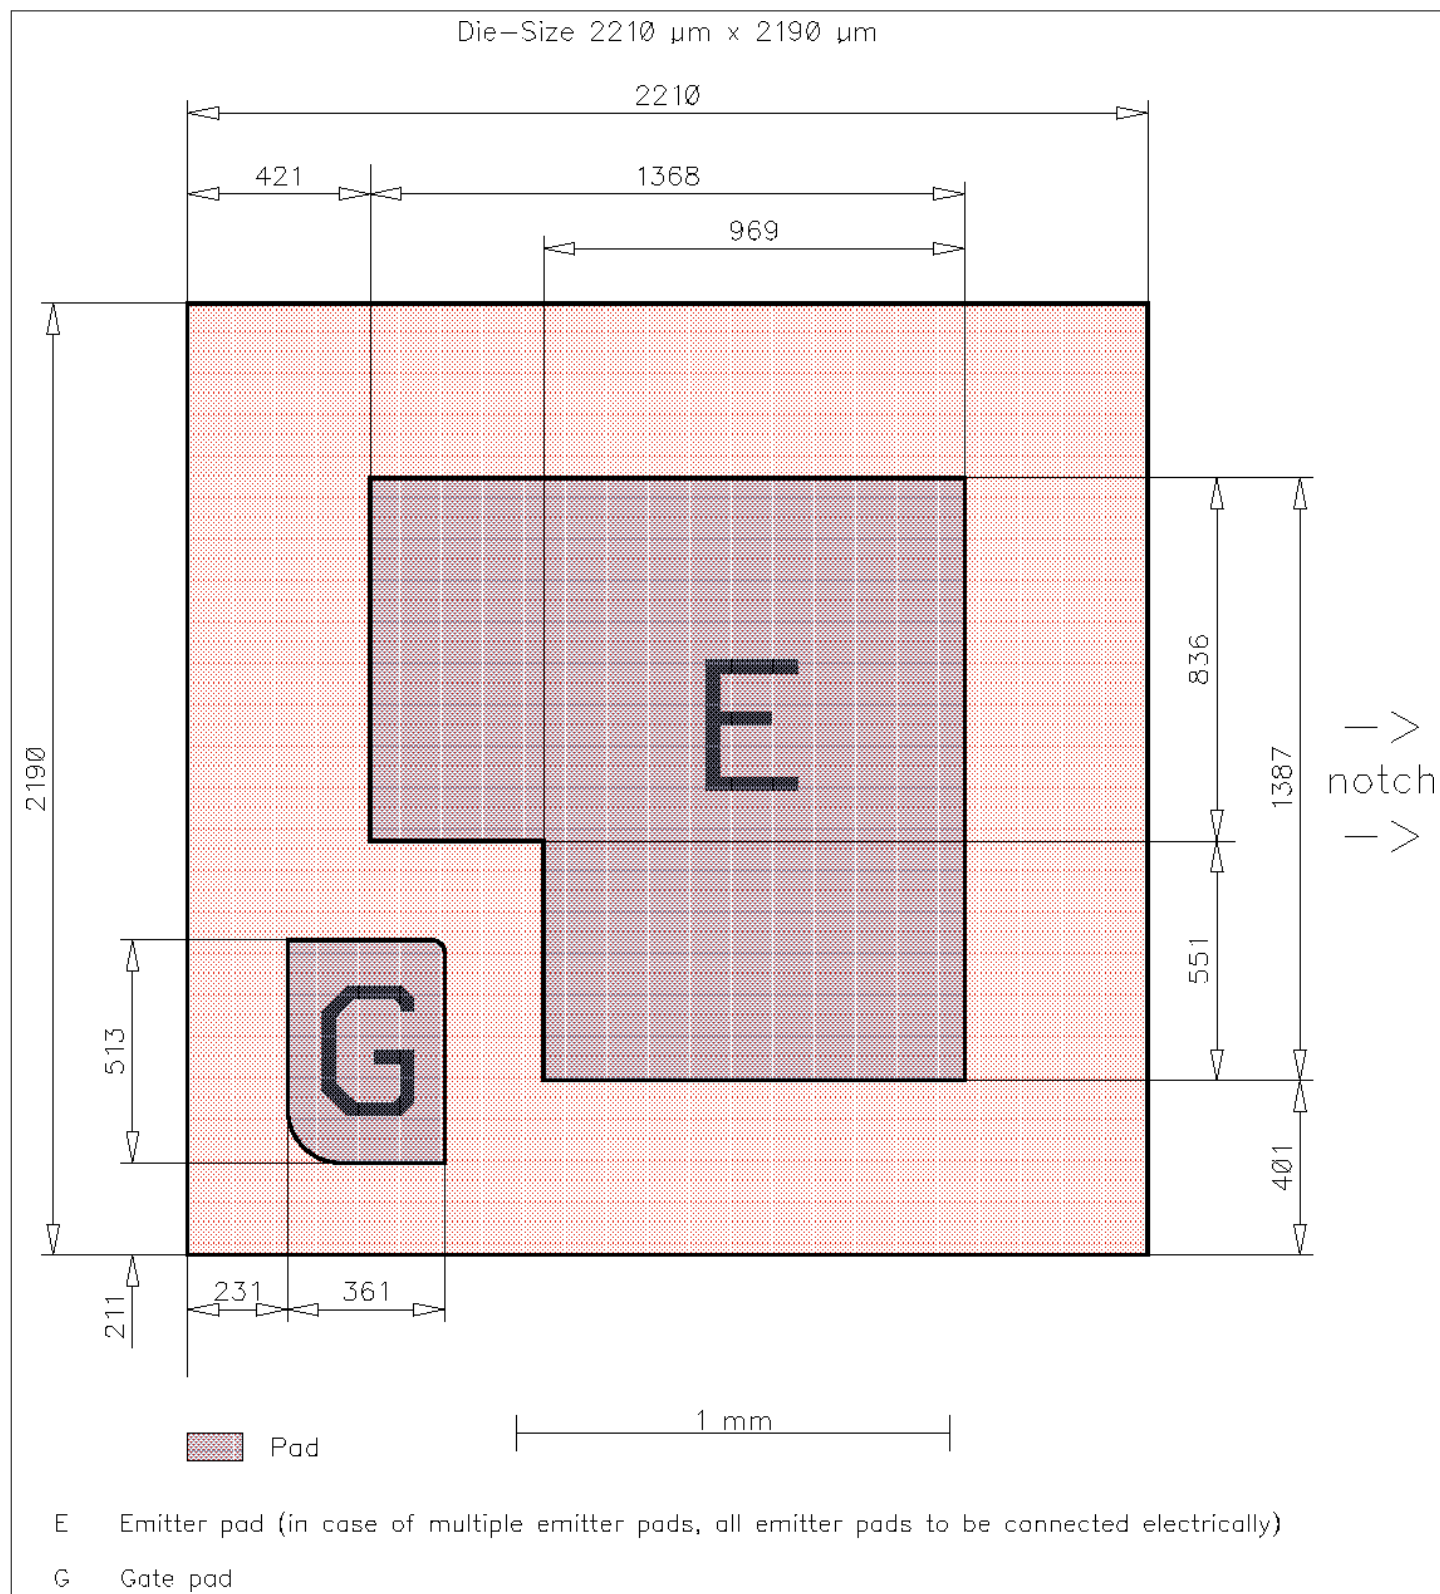 Die-Size 2210 µm x 2190 µm
2210
421 1368
969
E
836
-->
notch
-->
2190
1387
551
G
513
401
231 361
211
1 mm
Pad
E Emitter pad (in case of multiple emitter pads, all emitter pads to be connected electrically)
G Gate pad